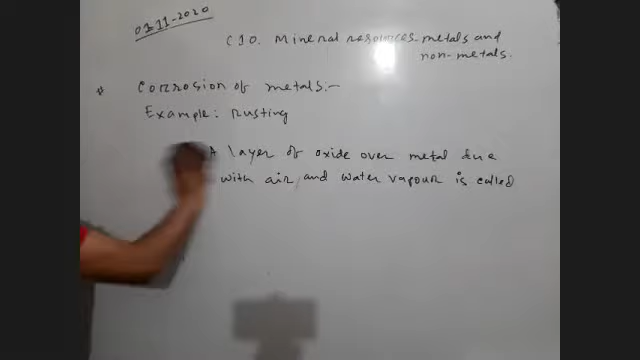 01-11-2020
C10. Mineral resources-metals and
non-metals.
Corrosion of metals:-
Example: Rusting
A layer of oxide over metal due
with air, and water vapour is called